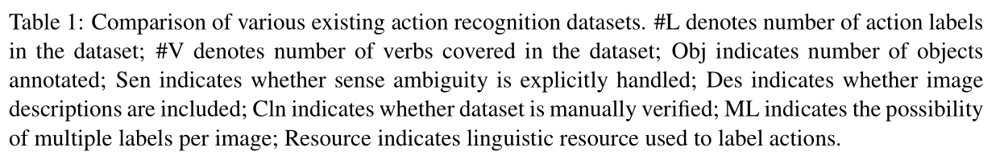 Table 1: Comparison of various existing action recognition datasets. #L denotes number of action labels
in the dataset; #V denotes number of verbs covered in the dataset; Obj indicates number of objects
annotated; Sen indicates whether sense ambiguity is explicitly handled; Des indicates whether image
descriptions are included; Cln indicates whether dataset is manually verified; ML indicates the possibility
of multiple labels per image; Resource indicates linguistic resource used to label actions.